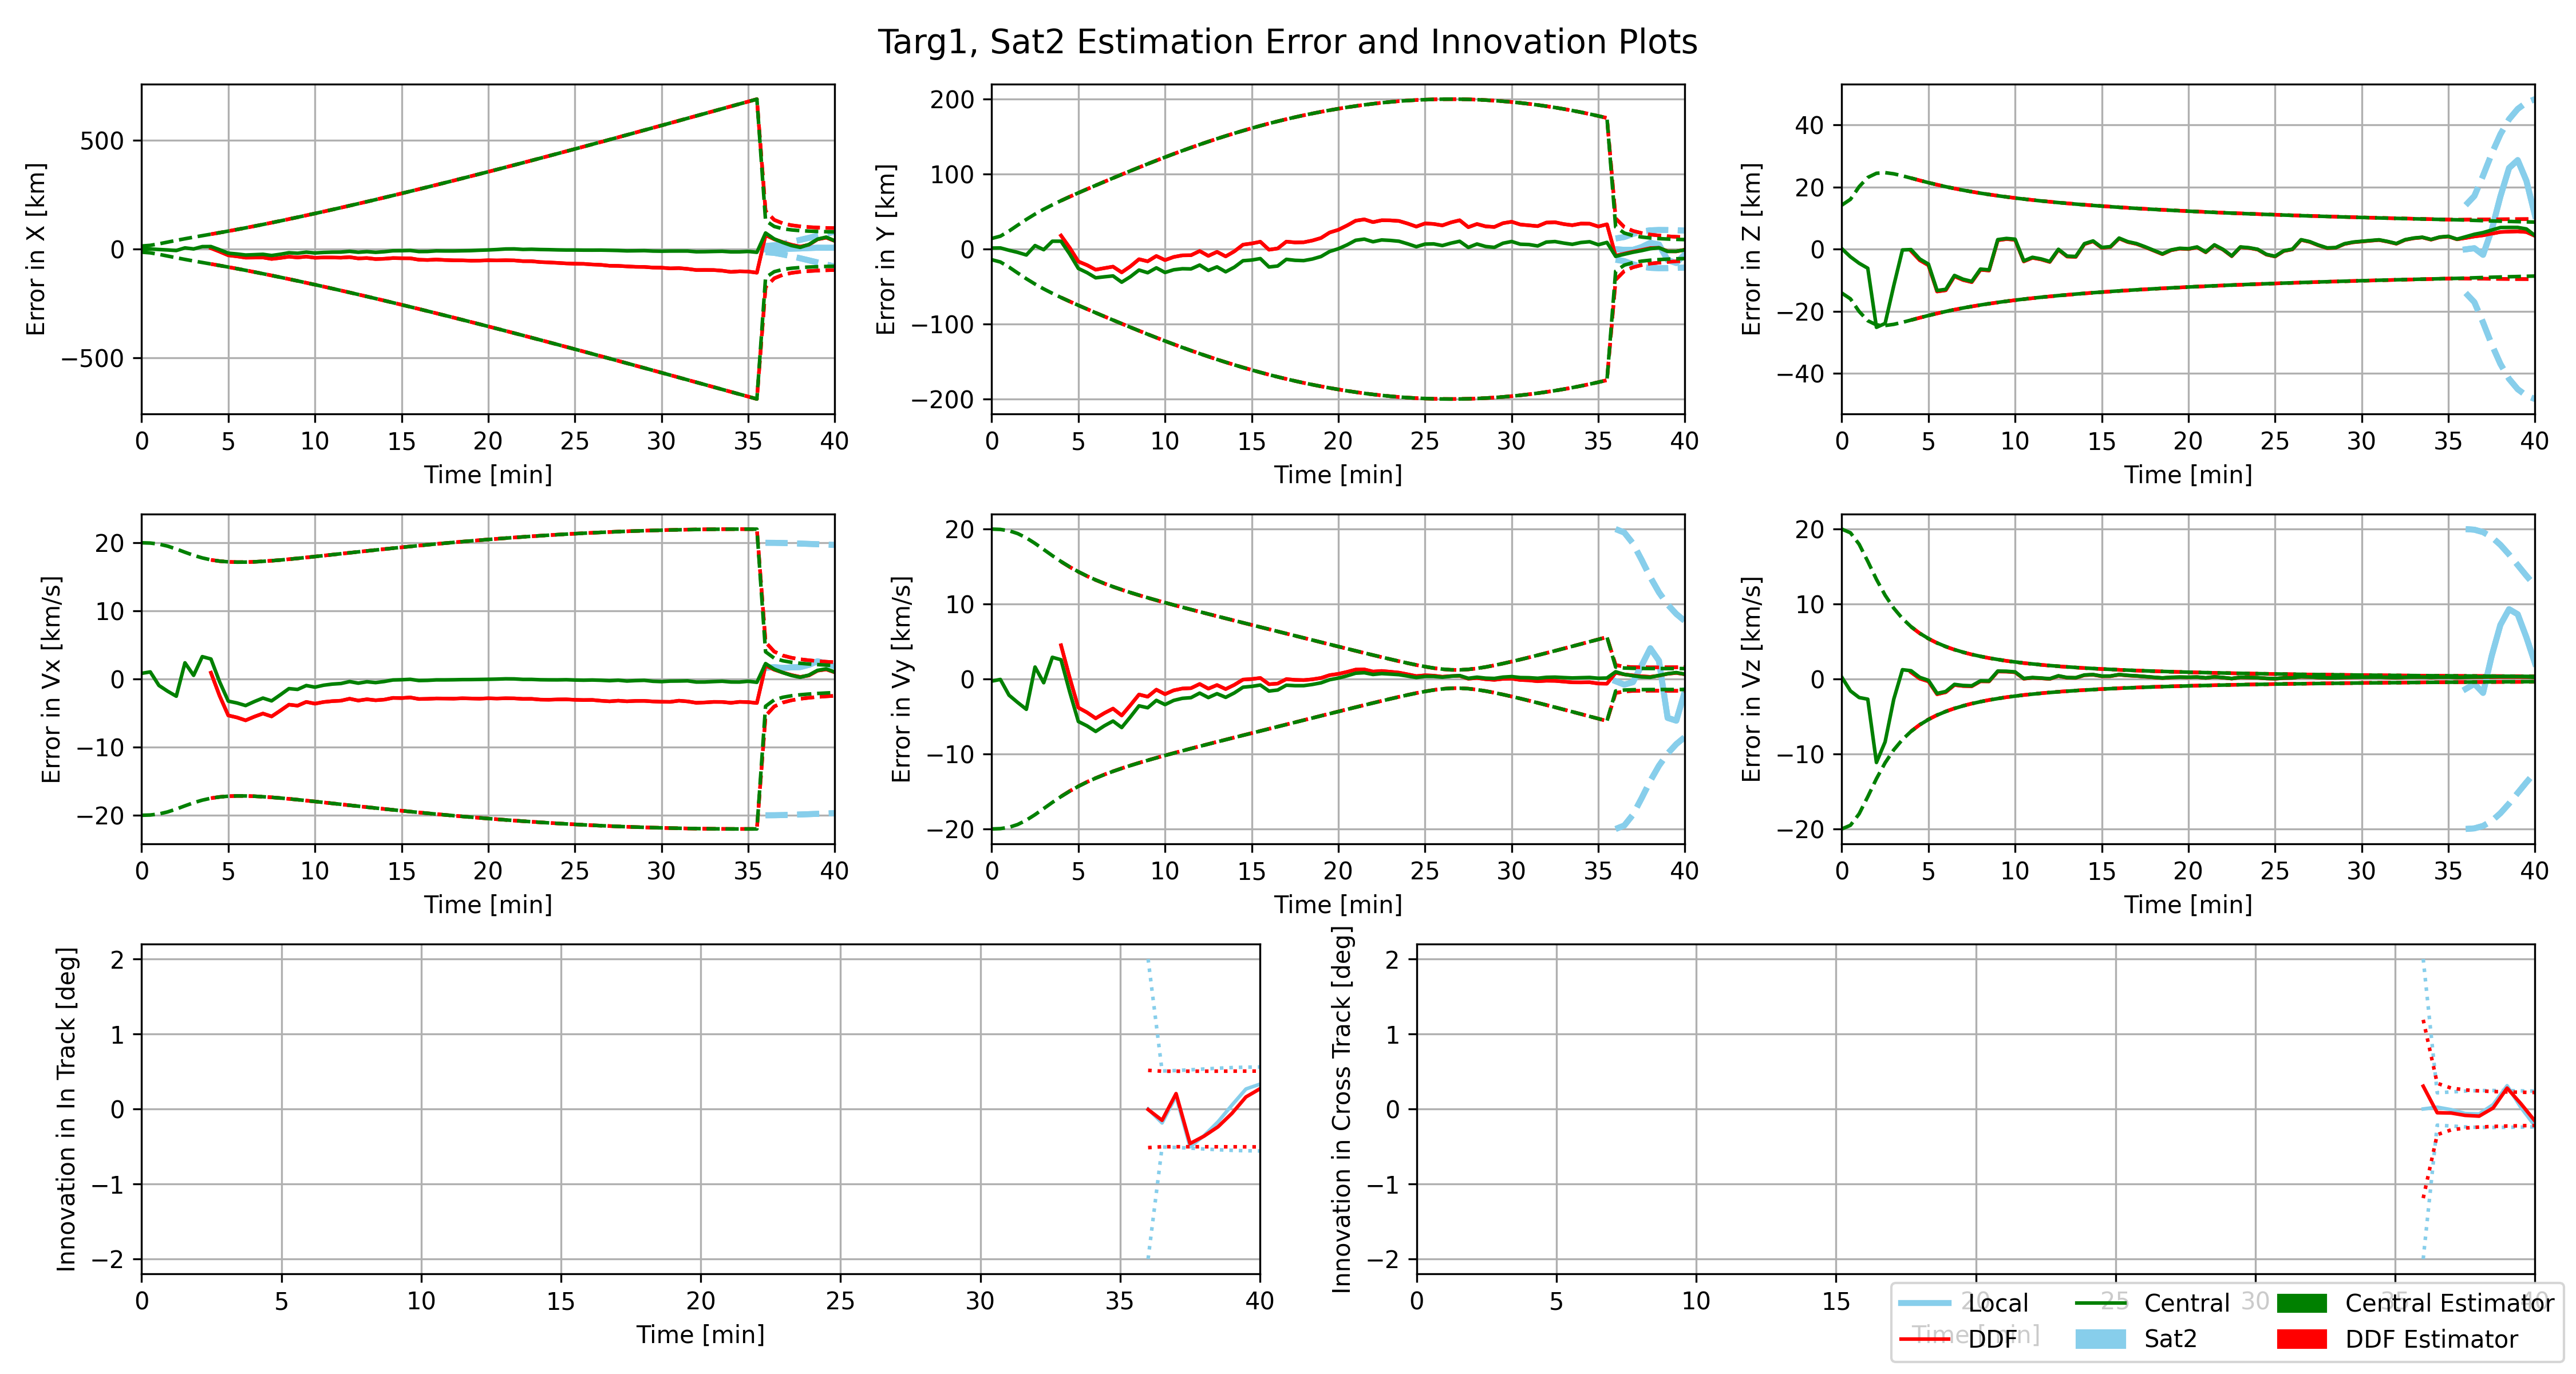 Targ1, Sat2 Estimation Error and Innovation Plots
Error in X [km]
500
0
−500
0 5 10 15 20 25 30 35 40
Time [min]
Error in Y [km]
200
100
0
−100
−200
0 5 10 15 20 25 30 35 40
Time [min]
Error in Z [km]
40
20
0
−20
−40
0 5 10 15 20 25 30 35 40
Time [min]
Error in Vx [km/s]
20
10
0
−10
−20
0 5 10 15 20 25 30 35 40
Time [min]
Error in Vy [km/s]
20
10
0
−10
−20
0 5 10 15 20 25 30 35 40
Time [min]
Error in Vz [km/s]
20
10
0
−10
−20
0 5 10 15 20 25 30 35 40
Time [min]
Innovation in In Track [deg]
2
1
0
−1
−2
0 5 10 15 20 25 30 35 40
Time [min]
Innovation in Cross Track [deg]
2
1
0
−1
−2
0 5 10 15 20 25 30 35 40
Time [min]
Local Central Central Estimator
DDF Sat2 DDF Estimator